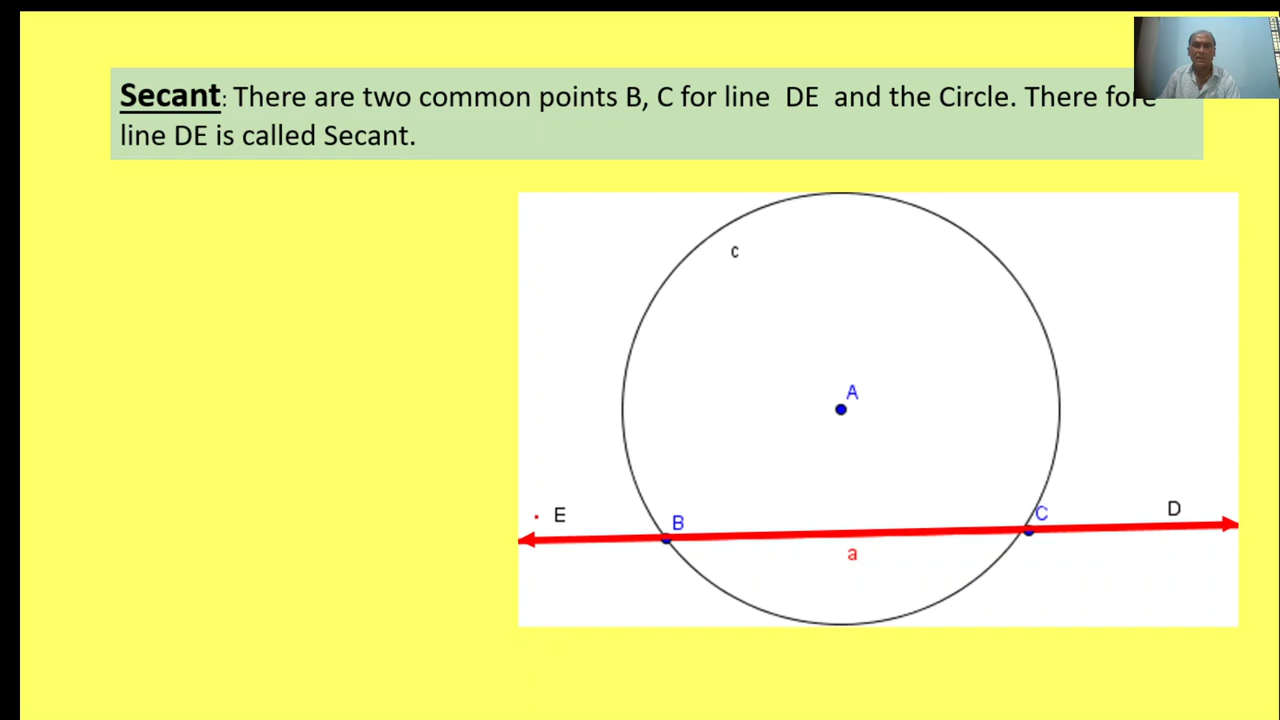 Secant: There are two common points B, C for line DE and the Circle. There fore
line DE is called Secant.
c
A
E
B
C
D
a